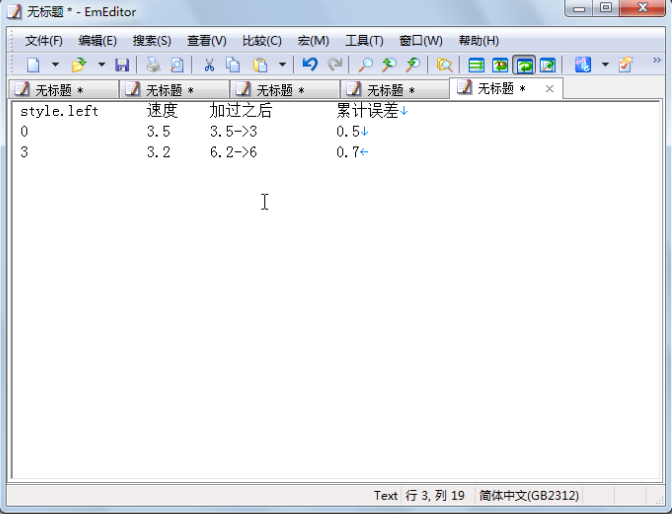 无标题 * - EmEditor
文件(F) 编辑(E) 搜索(S) 查看(V) 比较(C) 宏(M) 工具(T) 窗口(W) 帮助(H)
无标题 * 无标题 * 无标题 * 无标题 * 无标题 *
style.left 速度 加过之后 累计误差↓
0 3.5 3.5->3 0.5↓
3 3.2 6.2->6 0.7←
Text 行 3, 列 19 简体中文(GB2312)